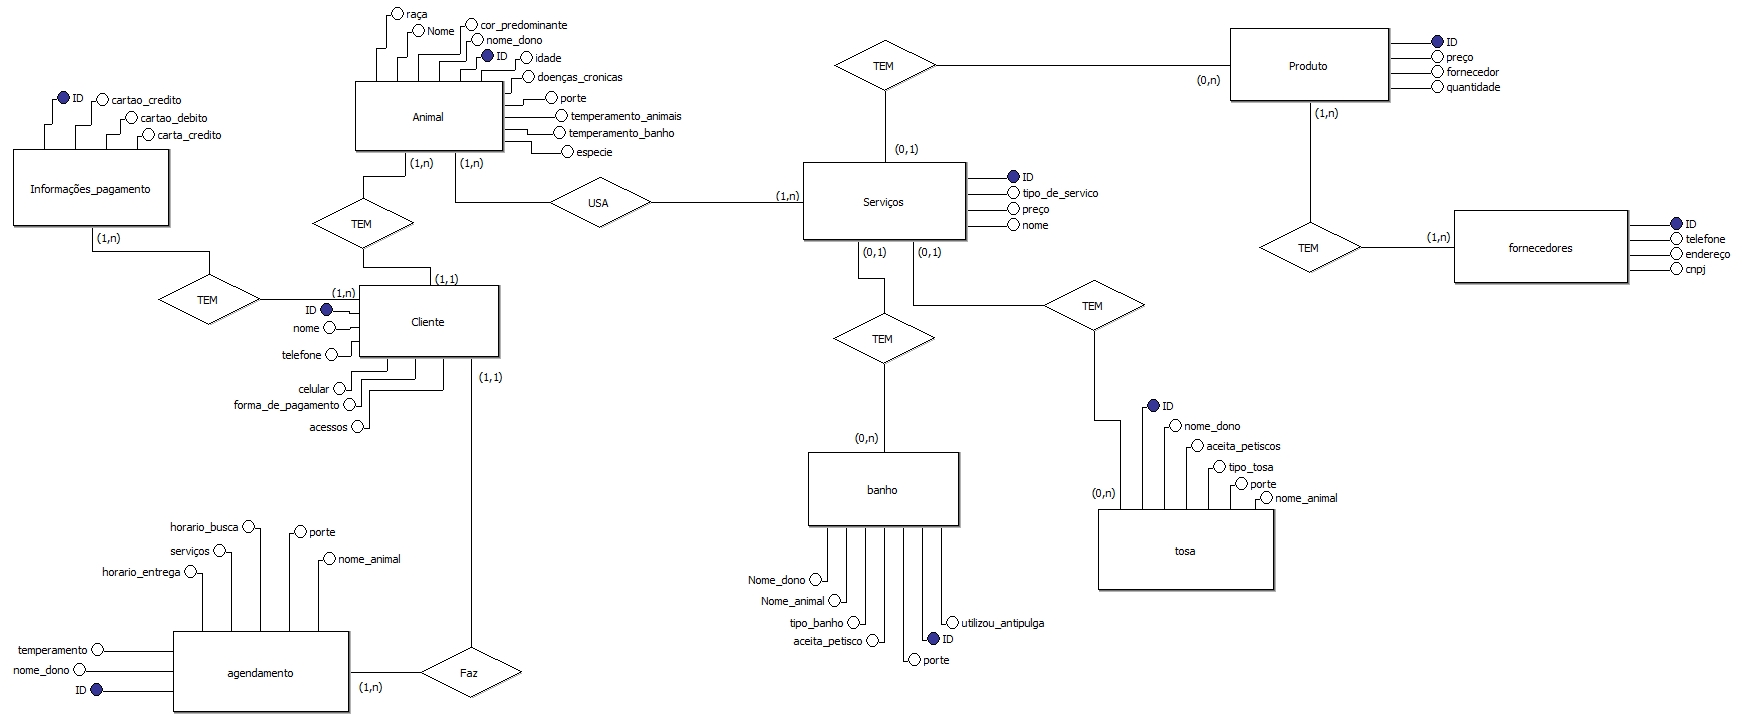 raça
Nome
cor_predominante
nome_dono
ID
idade
doenças_cronicas
porte
temperamento_animais
temperamento_banho
especie
Animal
(1,n)
(1,n)
ID
cartao_credito
cartao_debito
carta_credito
Informações_pagamento
(1,n)
TEM
TEM
USA
(1,n)
(1,1)
(1,n)
ID
nome
telefone
celular
forma_de_pagamento
acessos
Cliente
(1,1)
TEM
(0,n)
(0,1)
Produto
ID
preço
fornecedor
quantidade
(1,n)
Serviços
ID
tipo_de_servico
preço
nome
(0,1)
(0,1)
TEM
(1,n)
fornecedores
ID
telefone
endereço
cnpj
TEM
TEM
(0,n)
banho
Nome_dono
Nome_animal
tipo_banho
aceita_petisco
porte
ID
utilizou_antipulga
(0,n)
ID
nome_dono
aceita_petiscos
tipo_tosa
porte
nome_animal
tosa
horario_busca
serviços
horario_entrega
porte
nome_animal
temperamento
nome_dono
ID
agendamento
(1,n)
Faz